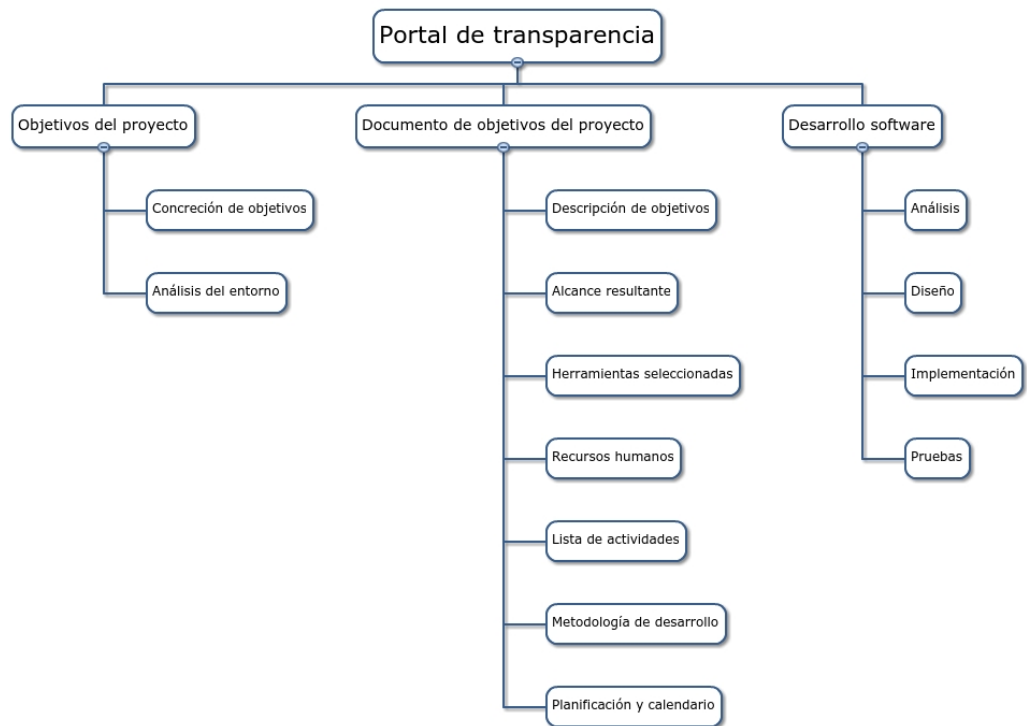 Portal de transparencia
Objetivos del proyecto
Concreción de objetivos
Análisis del entorno
Documento de objetivos del proyecto
Descripción de objetivos
Alcance resultante
Herramientas seleccionadas
Recursos humanos
Lista de actividades
Metodología de desarrollo
Planificación y calendario
Desarrollo software
Análisis
Diseño
Implementación
Pruebas